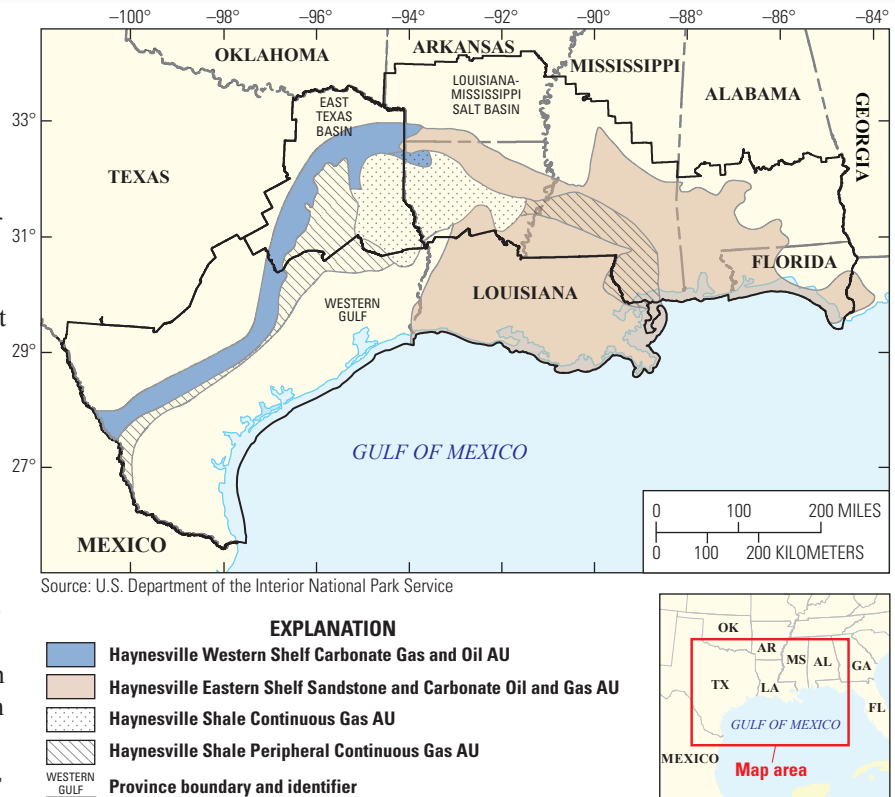 –100 –98 –96 –94 –92 –90 –88 –86 –84°
OKLAHOMA
ARKANSAS
MISSISSIPPI
LOUISIANA-
MISSISSIPPI
SALT BASIN
ALABAMA
GEORGIA
EAST
TEXAS
BASIN
33°
TEXAS
31°
FLORIDA
WESTERN
GULF
LOUISIANA
29°
GULF OF MEXICO
27°
MEXICO
0 100 200 MILES
0 100 200 KILOMETERS
Source: U.S. Department of the Interior National Park Service
EXPLANATION
Haynesville Western Shelf Carbonate Gas and Oil AU
Haynesville Eastern Shelf Sandstone and Carbonate Oil and Gas AU
Haynesville Shale Continuous Gas AU
Haynesville Shale Peripheral Continuous Gas AU
WESTERN
GULF
Province boundary and identifier
OK
AR
MS AL GA
TX
LA
FL
GULF OF MEXICO
MEXICO
Map area